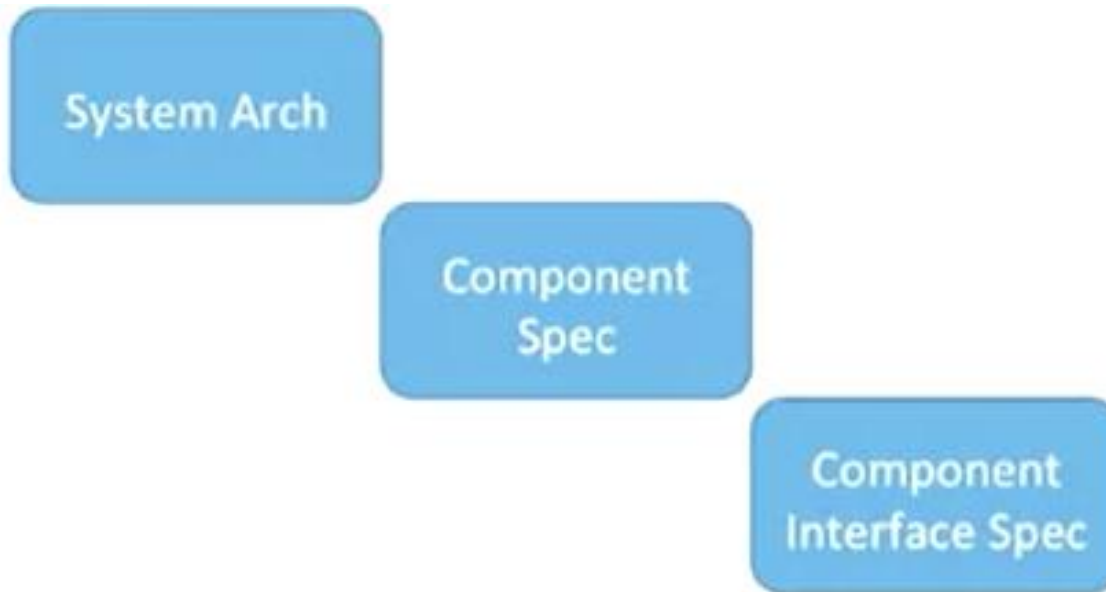 System Arch
Component
Spec
Component
Interface Spec